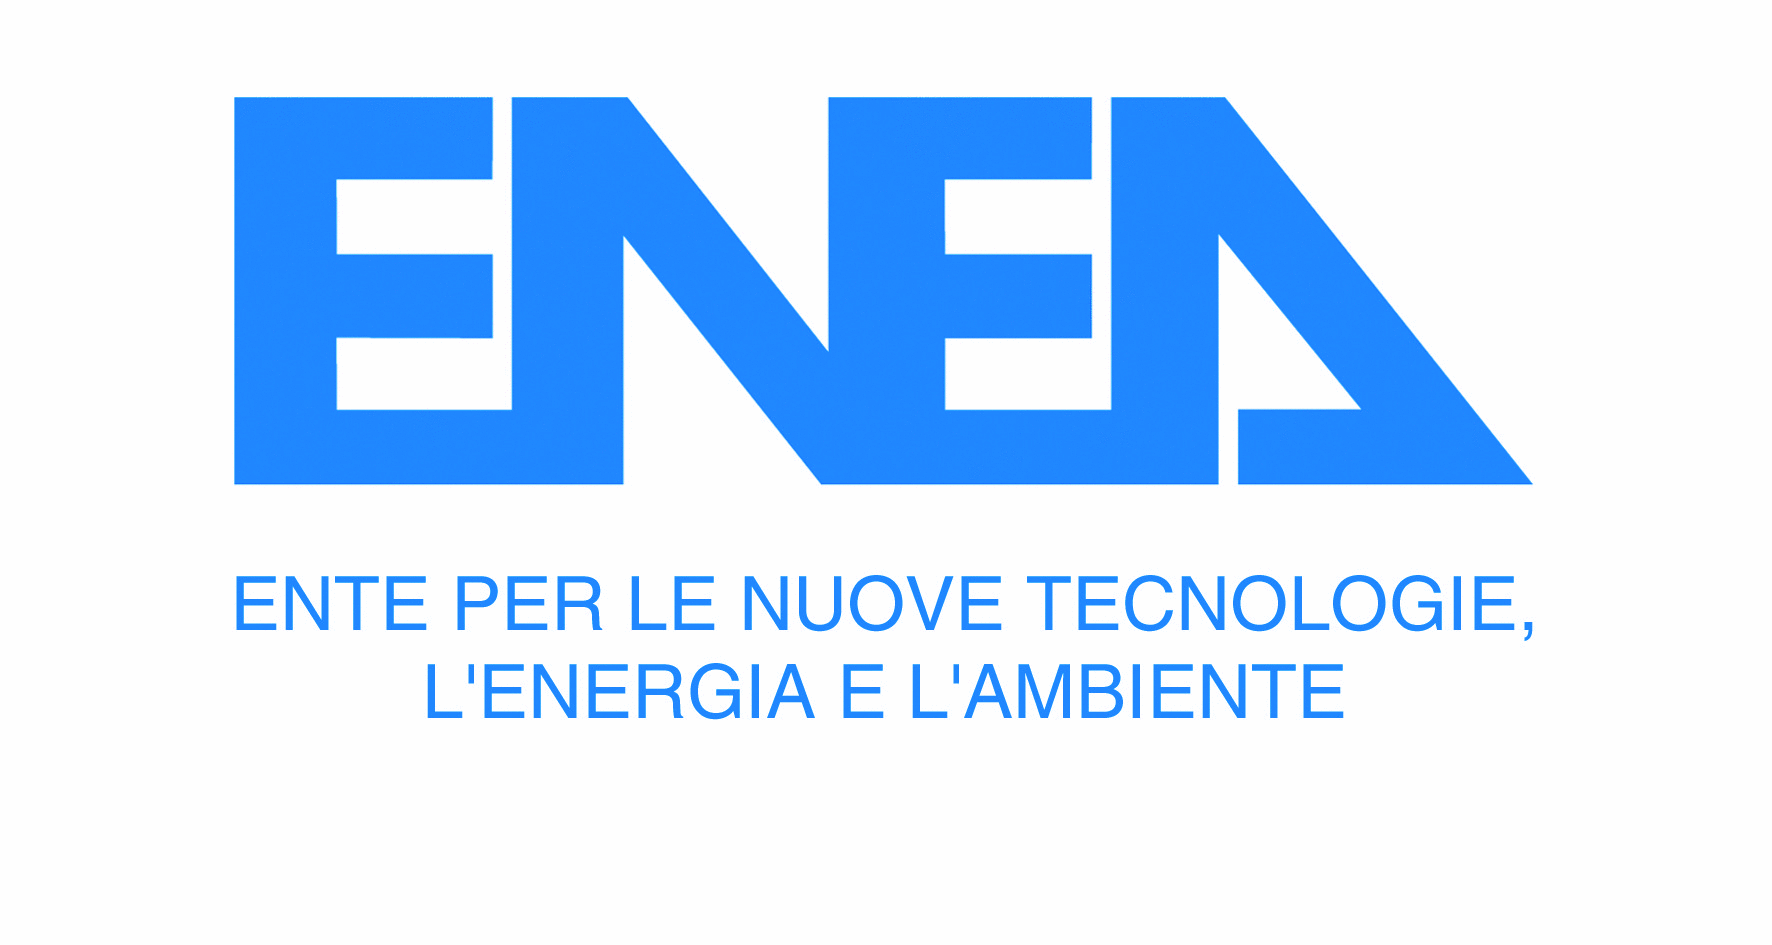 ENEA
ENTE PER LE NUOVE TECNOLOGIE,
L'ENERGIA E L'AMBIENTE